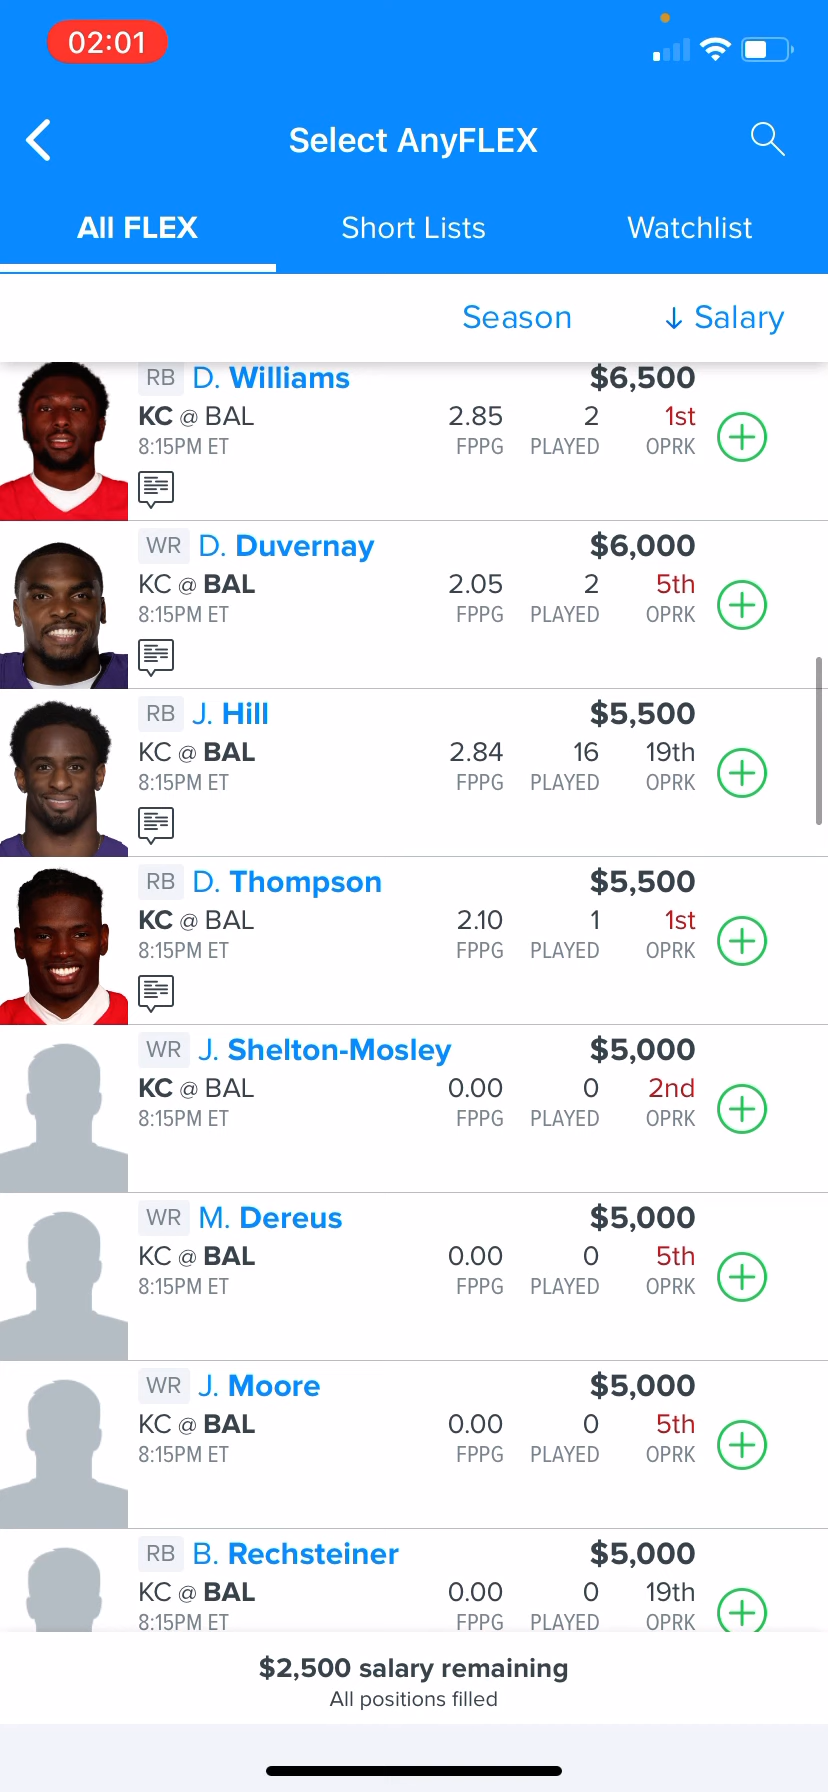 02:01
Select AnyFLEX
All FLEX Short Lists Watchlist
Season ↓ Salary
RB D. Williams $6,500
KC @ BAL 2.85 2 1st
8:15PM ET FPPG PLAYED OPRK
WR D. Duvernay $6,000
KC @ BAL 2.05 2 5th
8:15PM ET FPPG PLAYED OPRK
RB J. Hill $5,500
KC @ BAL 2.84 16 19th
8:15PM ET FPPG PLAYED OPRK
RB D. Thompson $5,500
KC @ BAL 2.10 1 1st
8:15PM ET FPPG PLAYED OPRK
WR J. Shelton-Mosley $5,000
KC @ BAL 0.00 0 2nd
8:15PM ET FPPG PLAYED OPRK
WR M. Dereus $5,000
KC @ BAL 0.00 0 5th
8:15PM ET FPPG PLAYED OPRK
WR J. Moore $5,000
KC @ BAL 0.00 0 5th
8:15PM ET FPPG PLAYED OPRK
RB B. Rechsteiner $5,000
KC @ BAL 0.00 0 19th
8:15PM ET FPPG PLAYED OPRK
$2,500 salary remaining
All positions filled